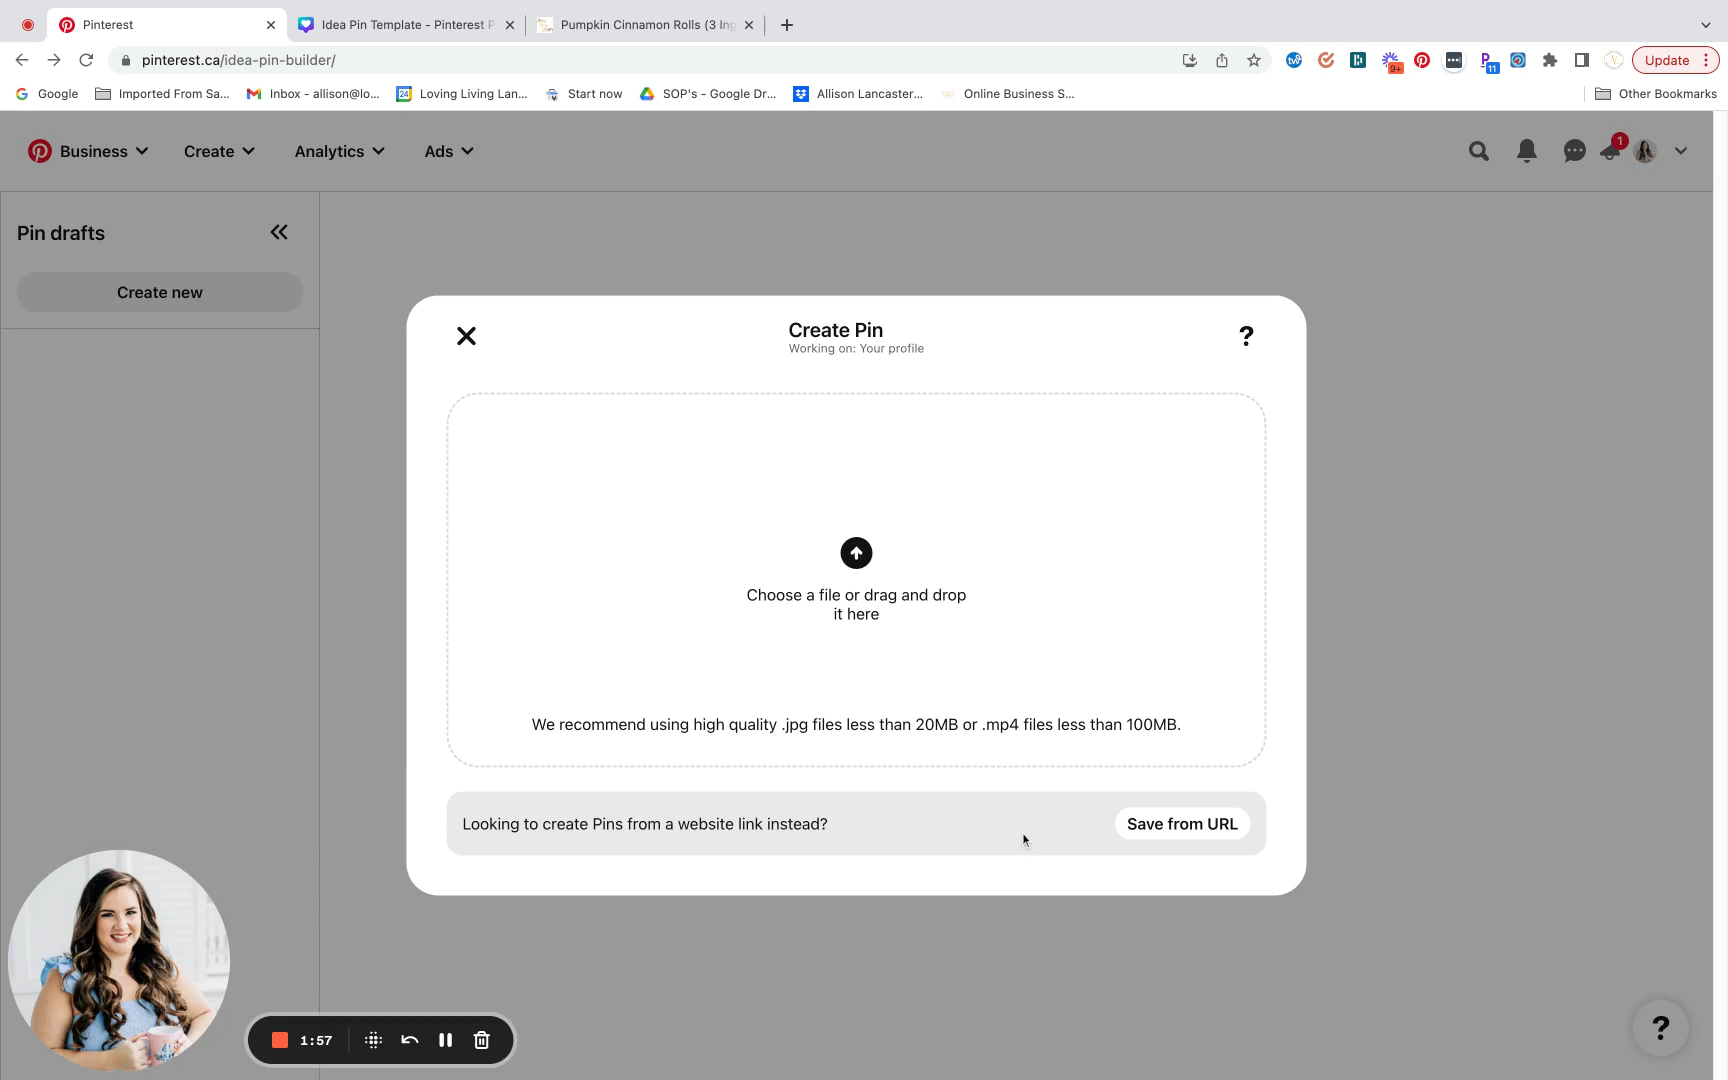 Pinterest
Idea Pin Template - Pinterest P
Pumpkin Cinnamon Rolls (3 Ing
pinterest.ca/idea-pin-builder/
9+
11
Update
Google
Imported From Sa...
Inbox - allison@lo...
24
Loving Living Lan...
Start now
SOP's - Google Dr...
Allison Lancaster...
Online Business S...
Other Bookmarks
Business
Create
Analytics
Ads
1
Pin drafts
Create new
Create Pin
Working on: Your profile
?
Choose a file or drag and drop
it here
We recommend using high quality .jpg files less than 20MB or .mp4 files less than 100MB.
Looking to create Pins from a website link instead?
Save from URL
1:57
?